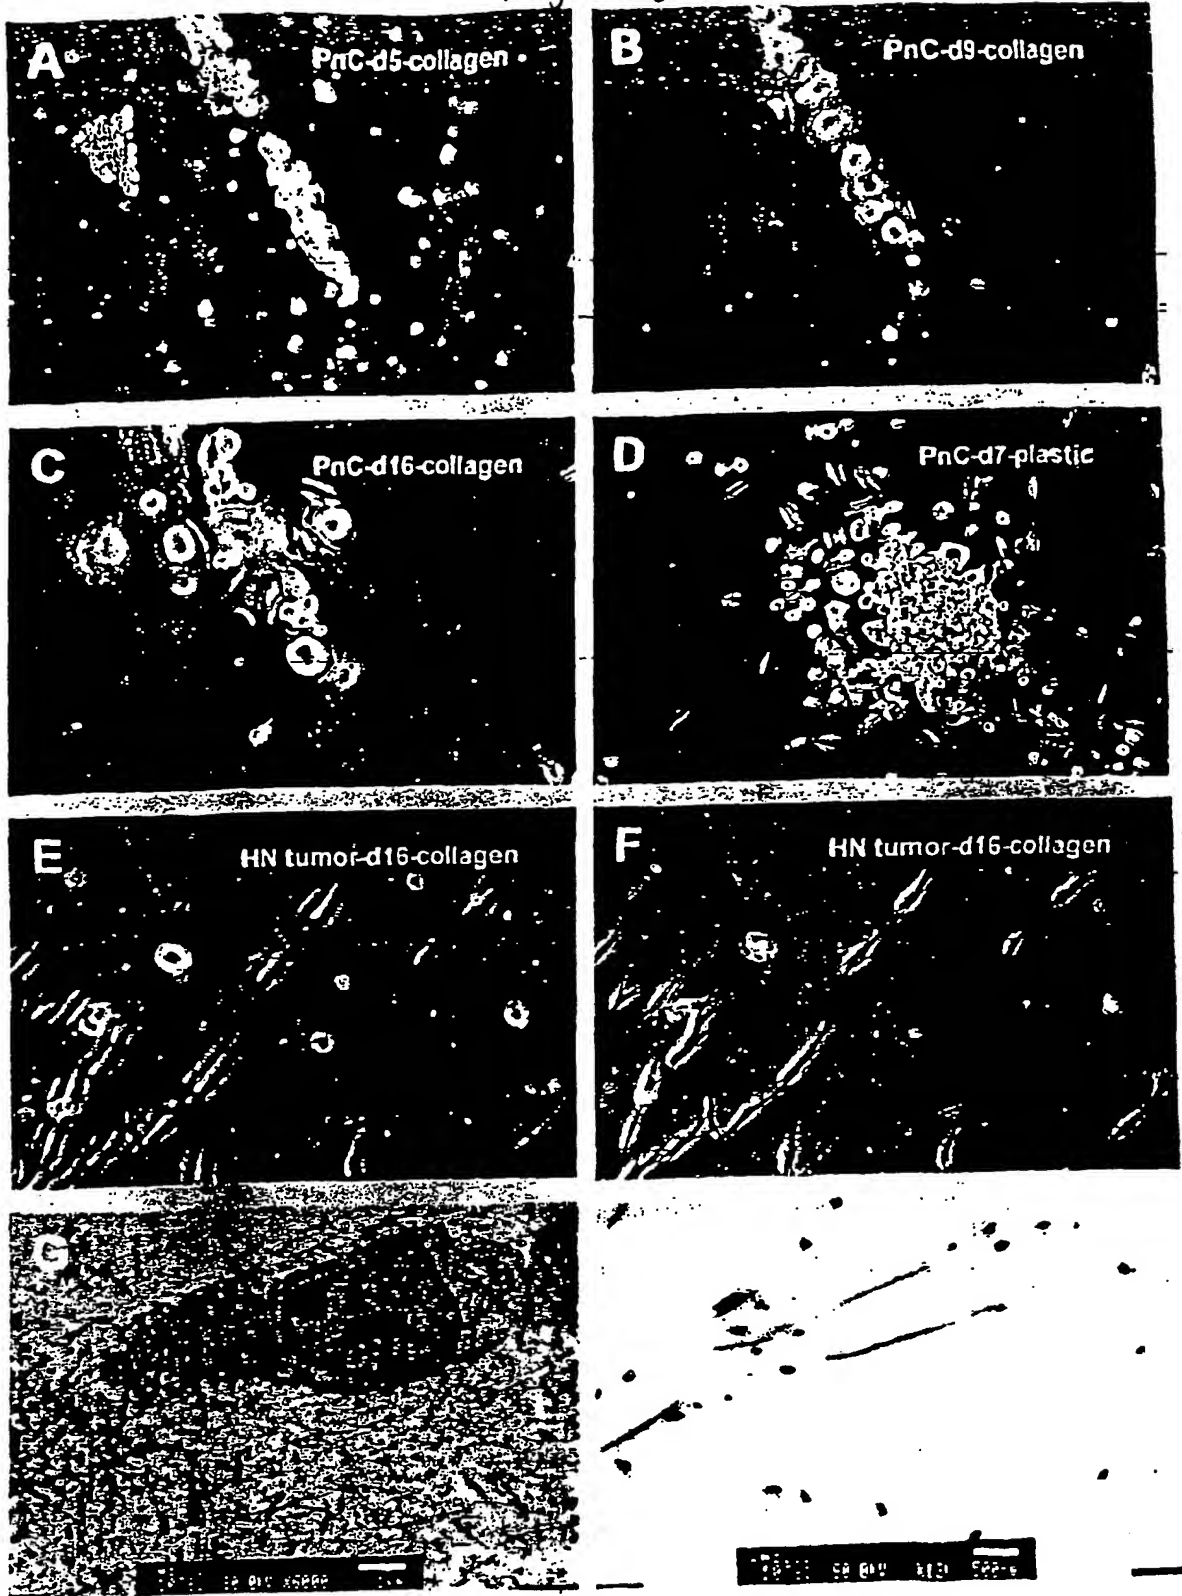 A
PnC-d5-collagen
B
PnC-d9-collagen
C
PnC-d16-collagen
D
PnC-d7-plastic
E
HN tumor-d16-collagen
F
HN tumor-d16-collagen
G